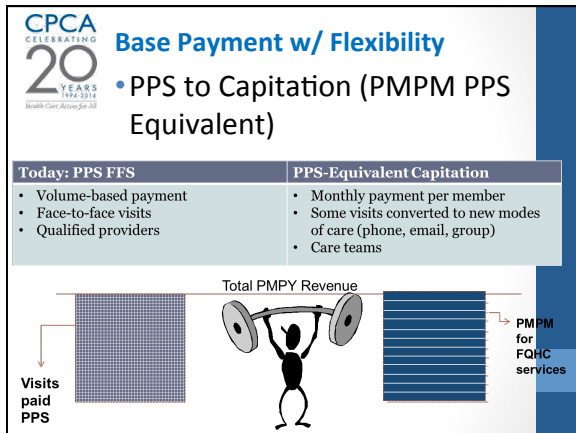 CPCA
CELEBRATING
20
YEARS
1994-2014
Health Care Access for All
Base Payment w/ Flexibility
• PPS to Capitation (PMPM PPS
Equivalent)
Today: PPS FFS
• Volume-based payment
• Face-to-face visits
• Qualified providers
PPS-Equivalent Capitation
• Monthly payment per member
• Some visits converted to new modes
of care (phone, email, group)
• Care teams
Total PMPY Revenue
Visits
paid
PPS
PMPM
for
FQHC
services